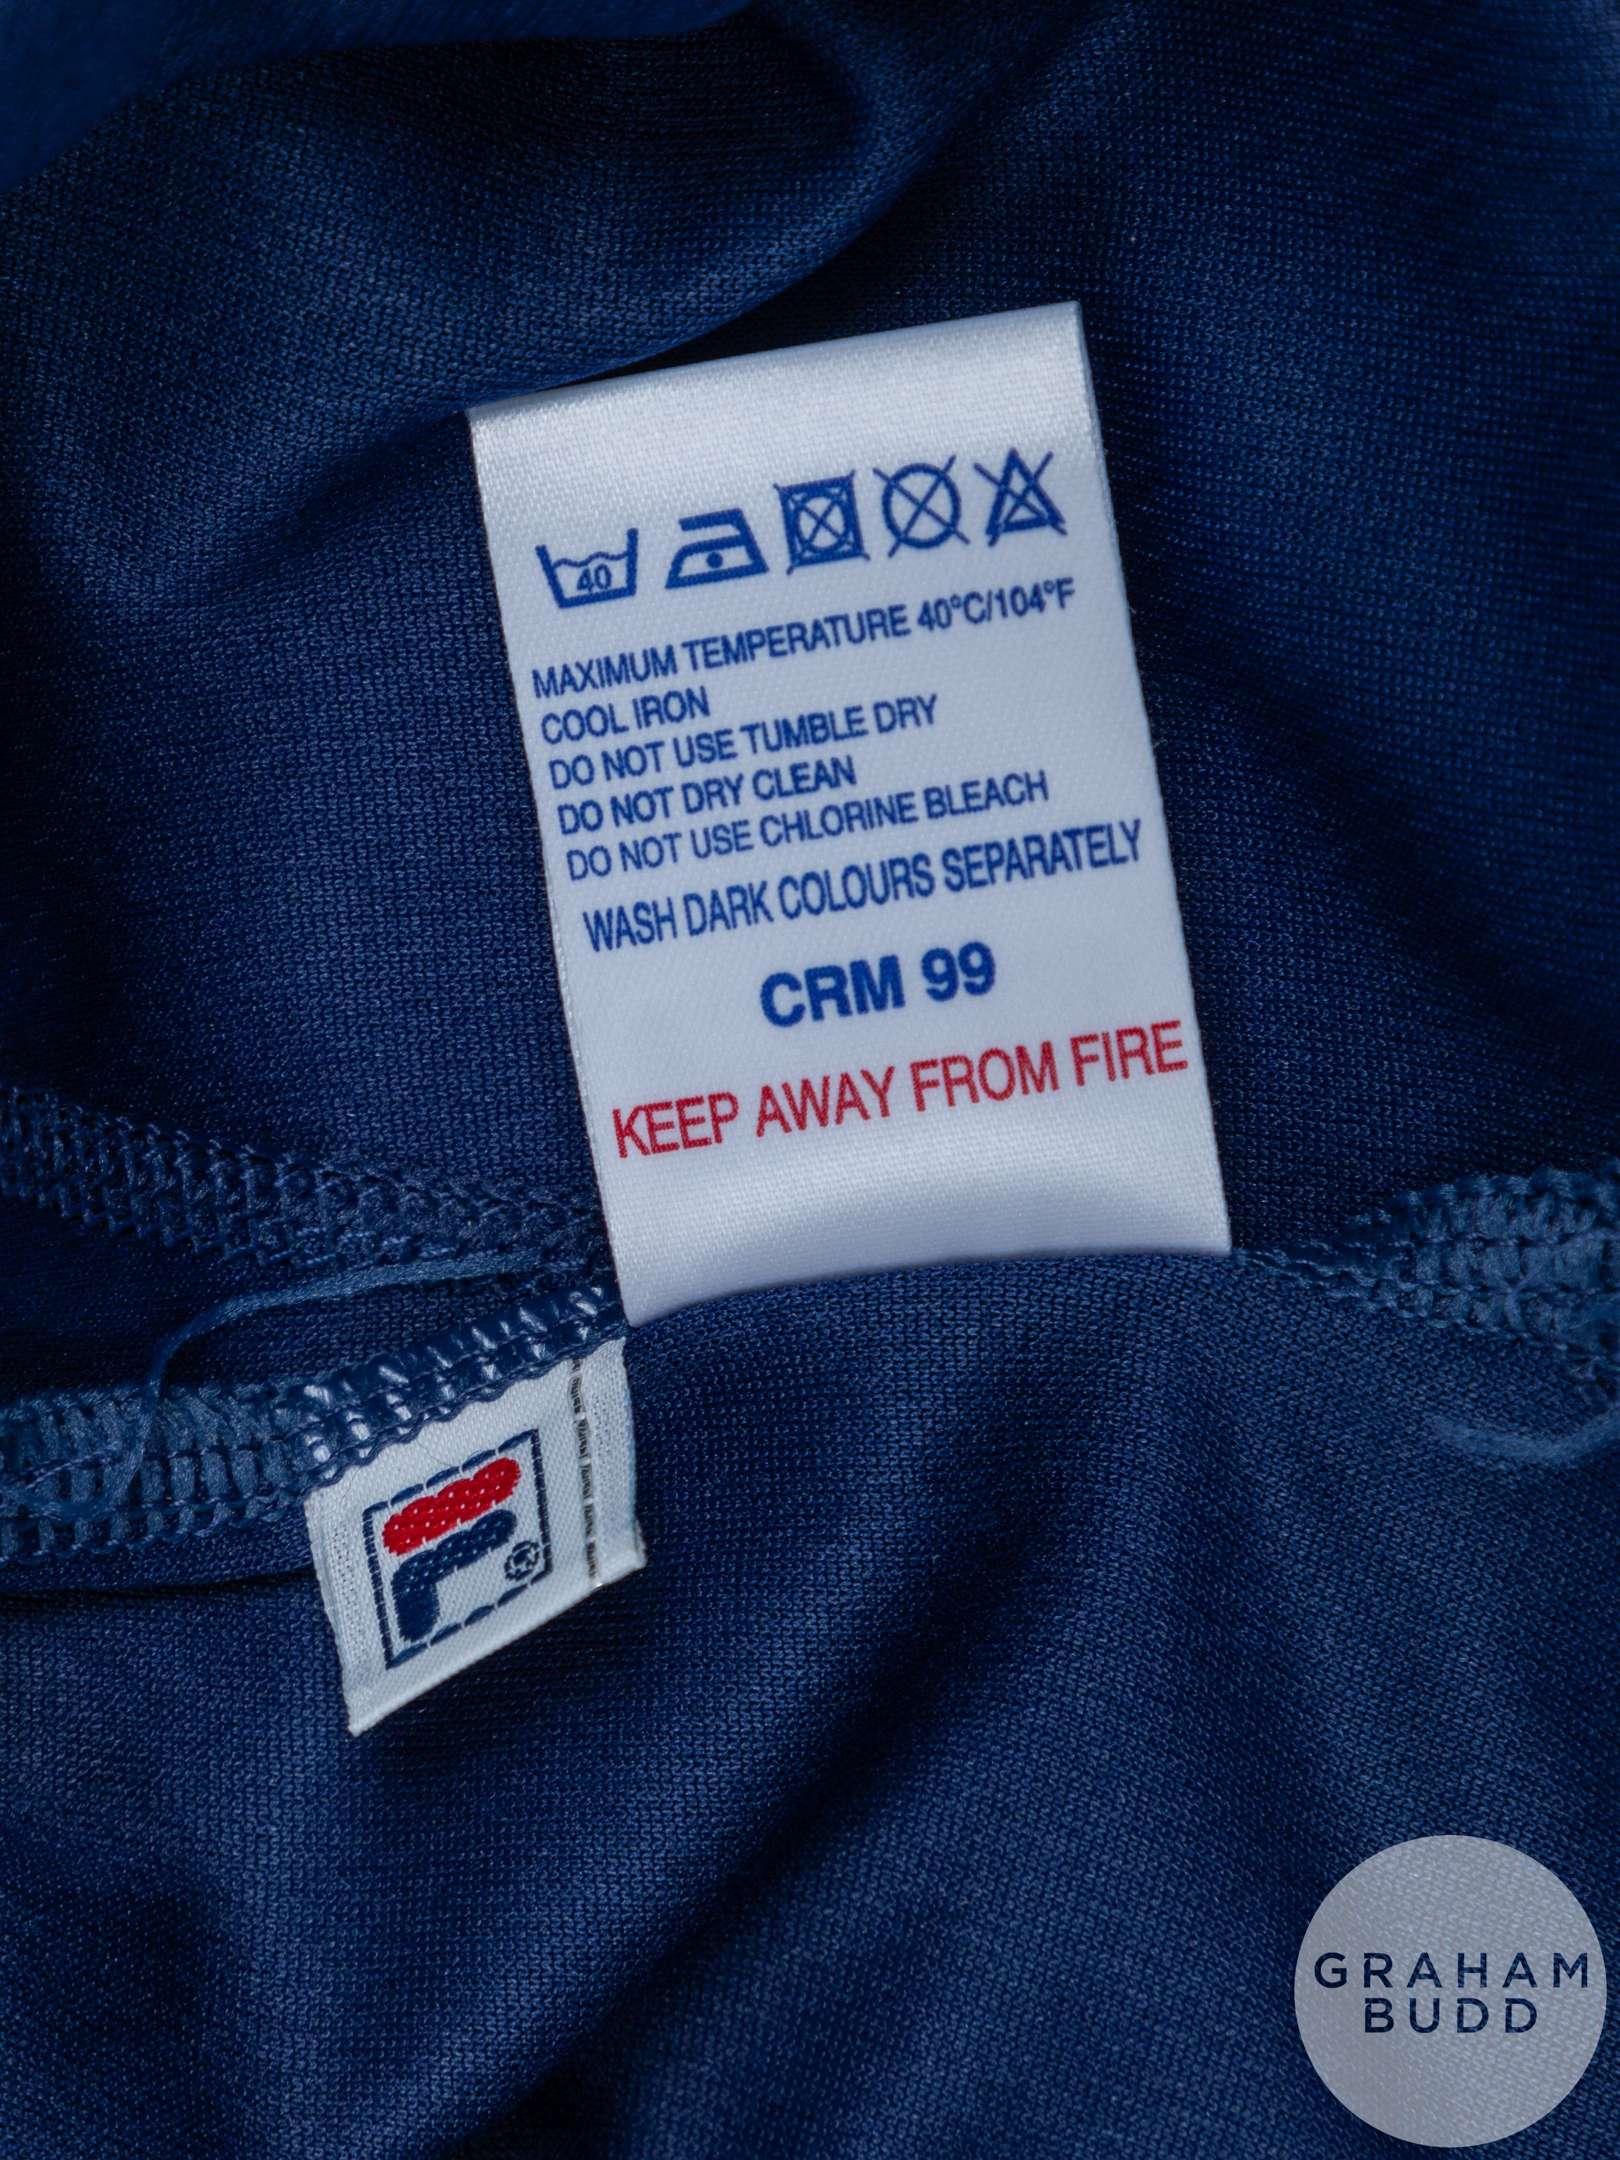 40
MAXIMUM TEMPERATURE 40°C/104°F
COOL IRON
DO NOT USE TUMBLE DRY
DO NOT DRY CLEAN
DO NOT USE CHLORINE BLEACH
WASH DARK COLOURS SEPARATELY
CRM 99
KEEP AWAY FROM FIRE
F ®
GRAHAM
BUDD